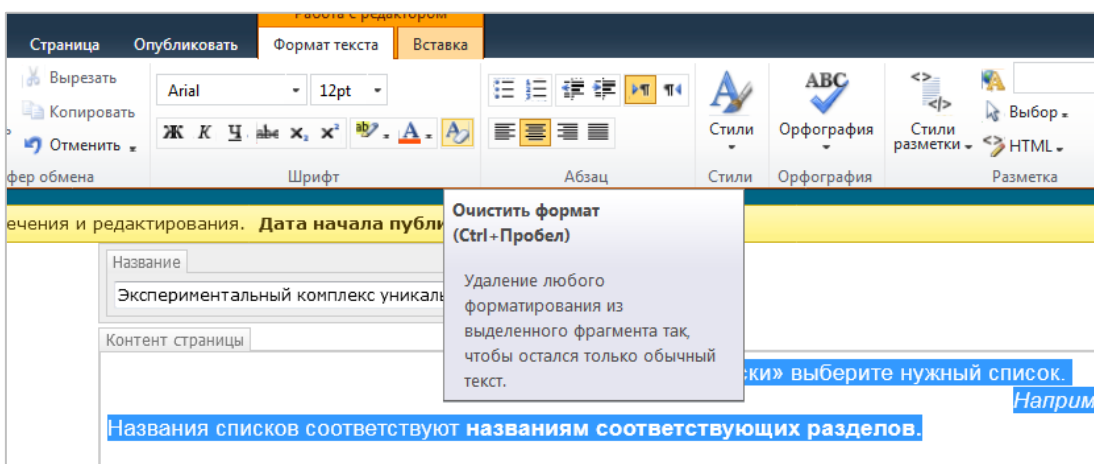 Работа с редактором
Страница Опубликовать Формат текста Вставка
Вырезать
Копировать
Отменить
Arial 12pt
Ж К Ч abc x₂ x² ab A A
ABC
Стили
Орфография
Стили
разметки
Выбор
HTML
фер обмена Шрифт Абзац Стили Орфография Разметка
ечения и редактирования. Дата начала публи
Очистить формат
(Ctrl+Пробел)
Удаление любого
форматирования из
выделенного фрагмента так,
чтобы остался только обычный
текст.
Название
Экспериментальный комплекс уникаль
Контент страницы
ски» выберите нужный список.
Наприм
Названия списков соответствуют названиям соответствующих разделов.